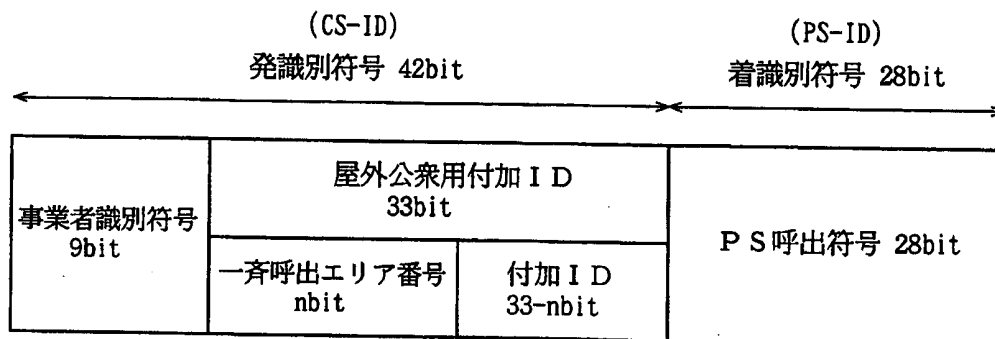 (CS-ID)
発識別符号 42bit
(PS-ID)
着識別符号 28bit
事業者識別符号
9bit
屋外公衆用付加ID
33bit
一斉呼出エリア番号
nbit
付加ID
33-nbit
PS呼出符号 28bit